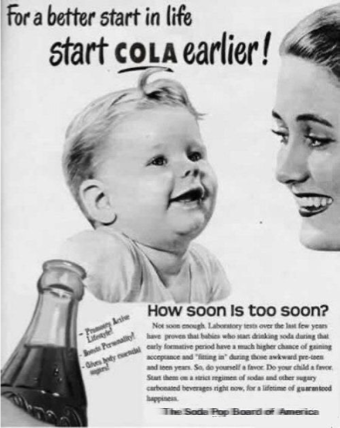 For a better start in life
start COLA earlier!
- Promotes Active
Lifestyle!
- Boosts Personality!
- Gives body essential
sugars!
How soon is too soon?
Not soon enough. Laboratory tests over the last few years
have proven that babies who start drinking soda during that
early formative period have a much higher chance of gaining
acceptance and "fitting in" during those awkward pre-teen
and teen years. So, do yourself a favor. Do your child a favor.
Start them on a strict regimen of sodas and other sugary
carbonated beverages right now, for a lifetime of guaranteed
happiness.
The Soda Pop Board of America